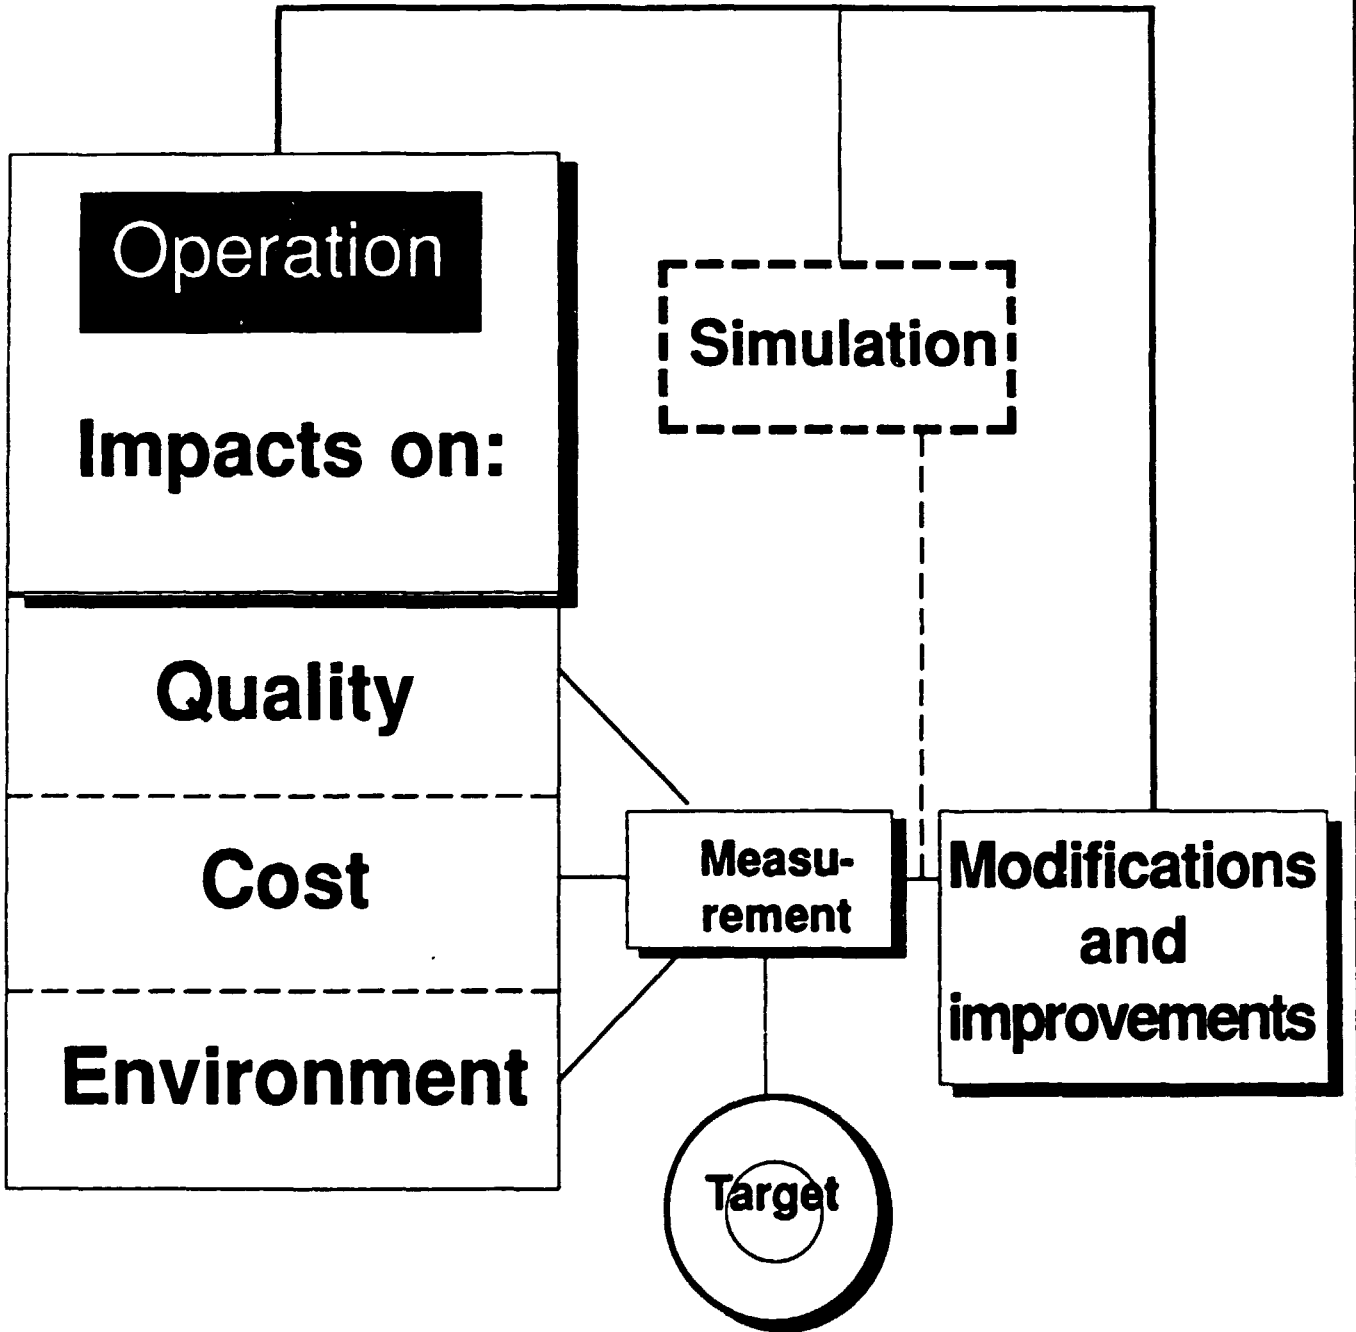 Operation
Impacts on:
Quality
Cost
Environment
Simulation
Measu-
rement
Modifications
and
improvements
Target